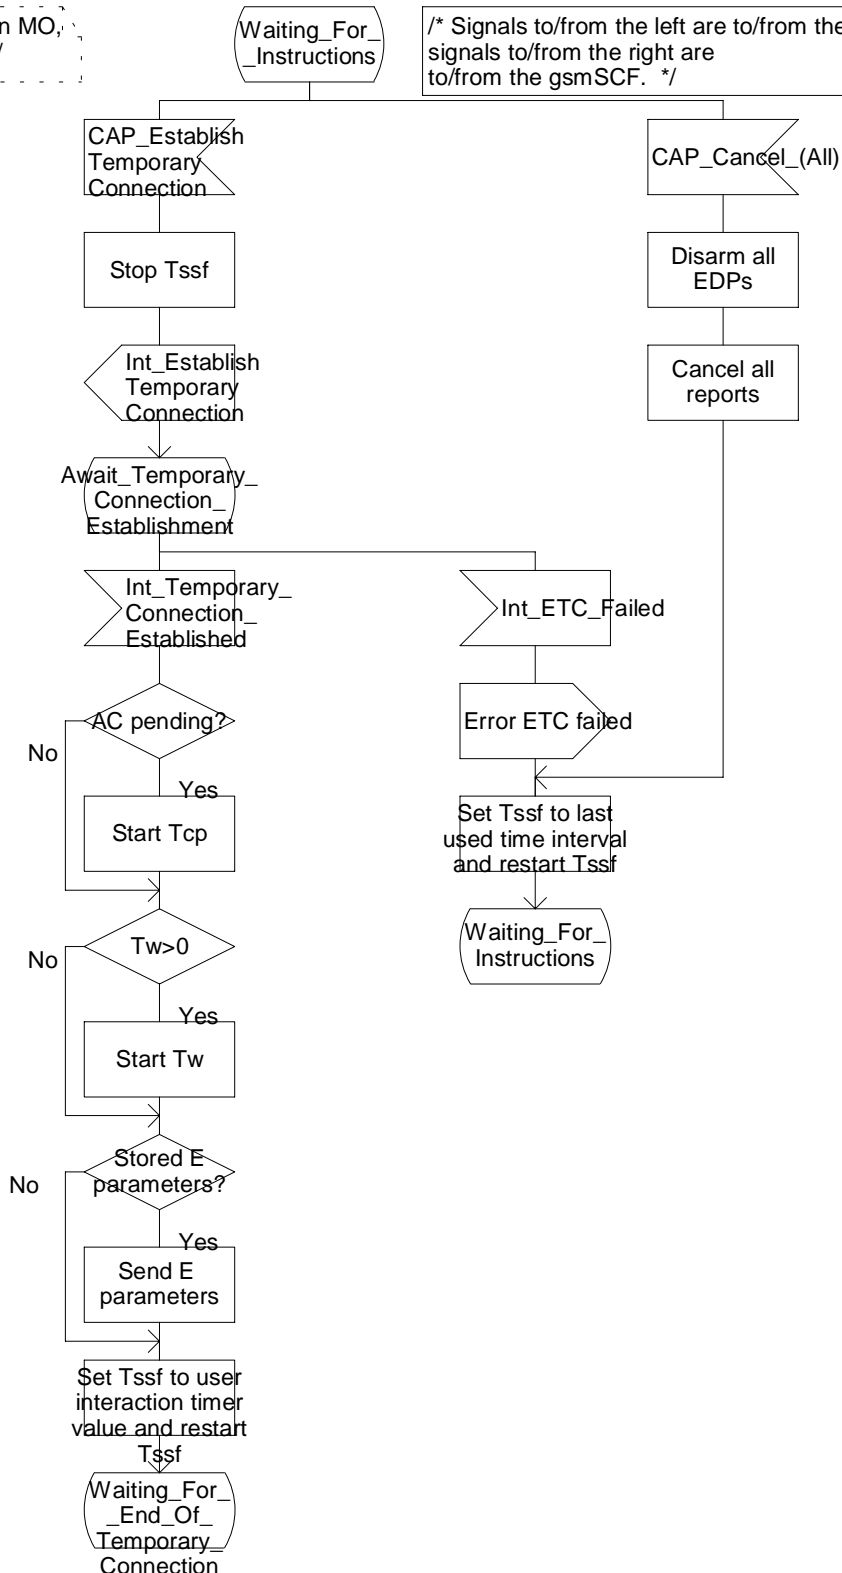 n MO,
/
Waiting_For_
_Instructions
/* Signals to/from the left are to/from the
signals to/from the right are
to/from the gsmSCF.  */
CAP_Establish
Temporary
Connection
CAP_Cancel_(All)
Stop Tssf
Disarm all
EDPs
Int_Establish
Temporary
Connection
Cancel all
reports
Await_Temporary_
Connection_
Establishment
Int_Temporary_
Connection_
Established
Int_ETC_Failed
AC pending?
Error ETC failed
No
Yes
Start Tcp
Set Tssf to last
used time interval
and restart Tssf
Tw>0
No
Waiting_For_
Instructions
Yes
Start Tw
Stored E
parameters?
No
Yes
Send E
parameters
Set Tssf to user
interaction timer
value and restart
Tssf
Waiting_For_
_End_Of_
Temporary_
Connection